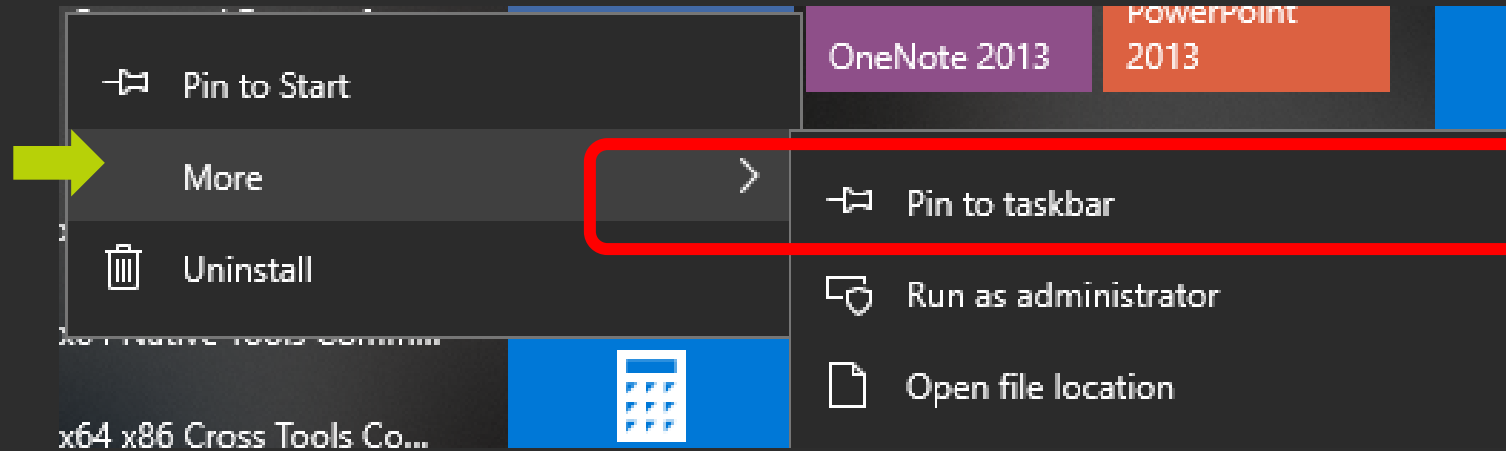 PowerPoint
OneNote 2013
2013
Pin to Start
More
Pin to taskbar
Uninstall
Run as administrator
Open file location
x64 x86 Cross Tools Co...